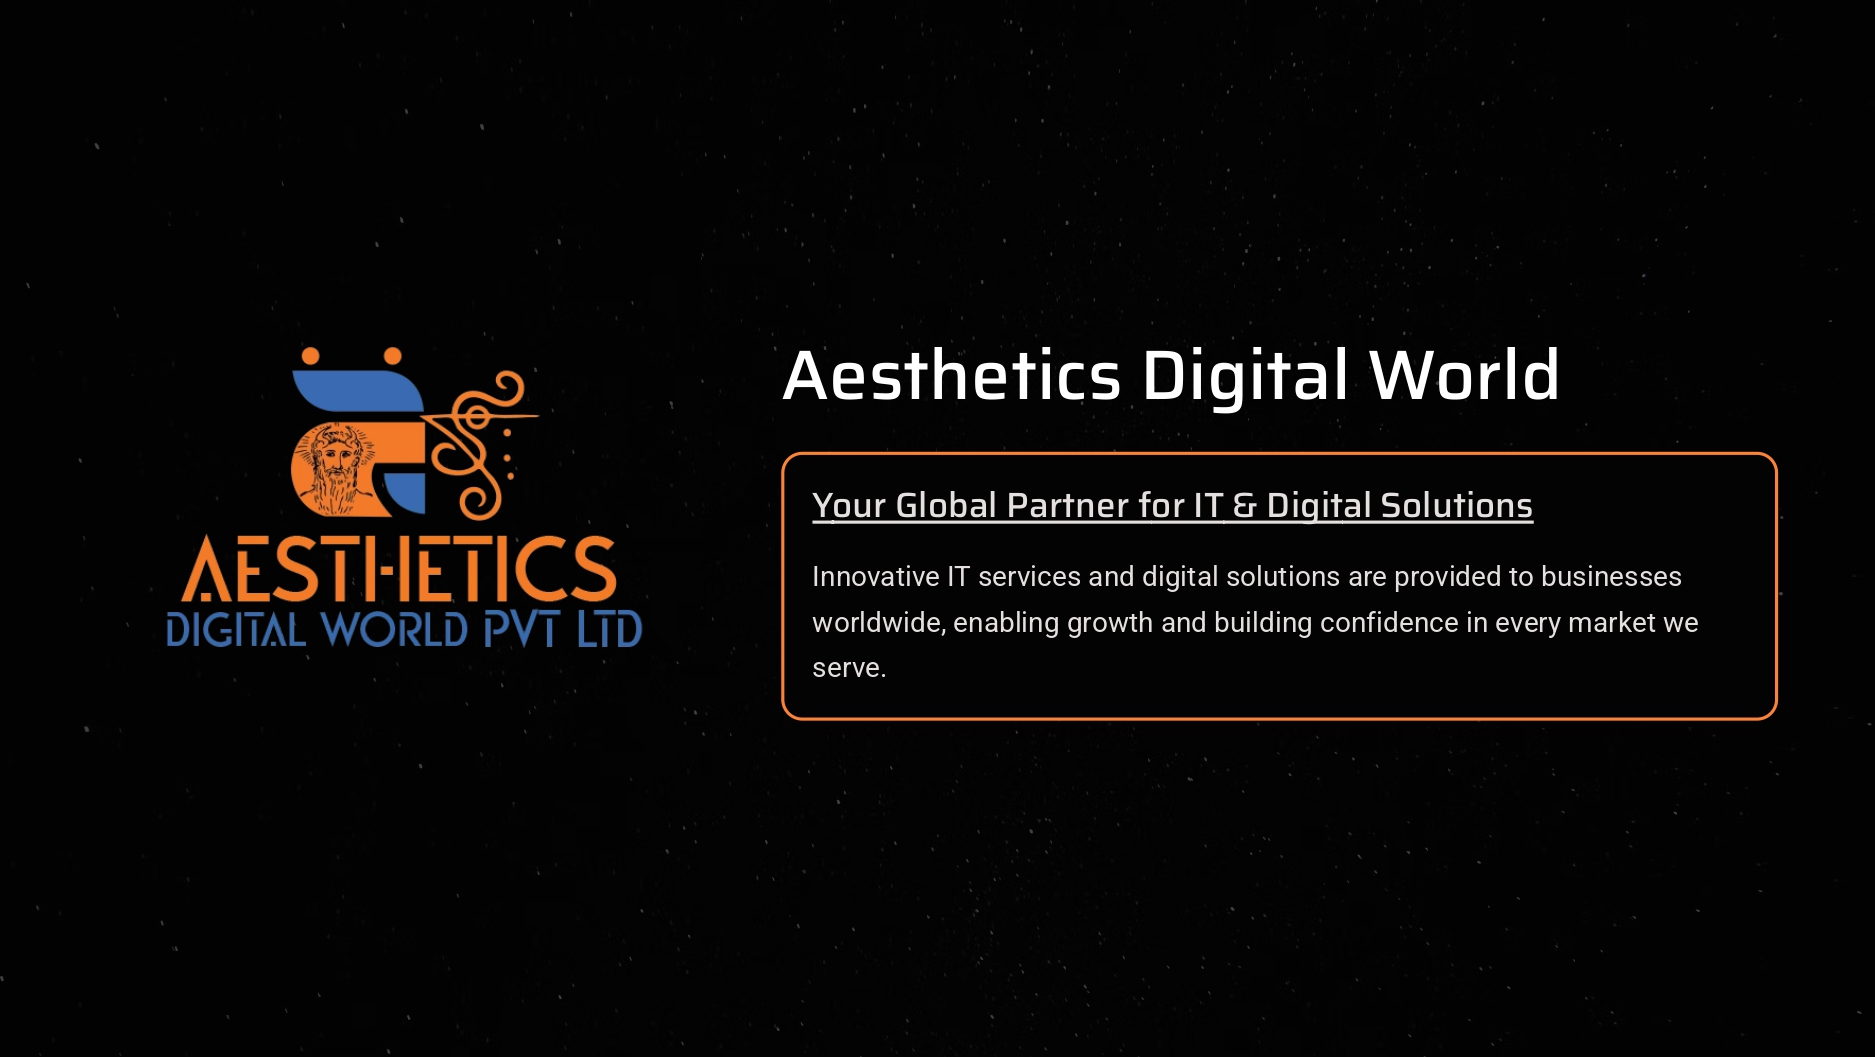 AESTHETICS
DIGITAL WORLD PVT LTD
Aesthetics Digital World
Your Global Partner for IT & Digital Solutions
Innovative IT services and digital solutions are provided to businesses
worldwide, enabling growth and building confidence in every market we
serve.